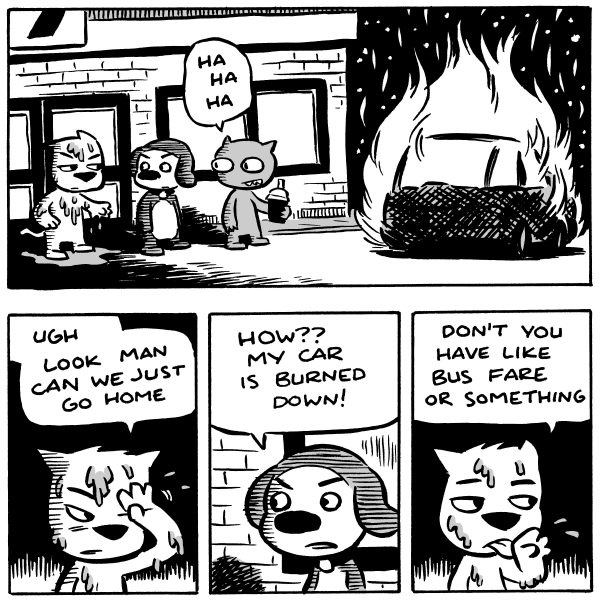 HA
HA
HA
UGH
LOOK MAN
CAN WE JUST
GO HOME
HOW??
MY CAR
IS BURNED
DOWN!
DON'T YOU
HAVE LIKE
BUS FARE
OR SOMETHING